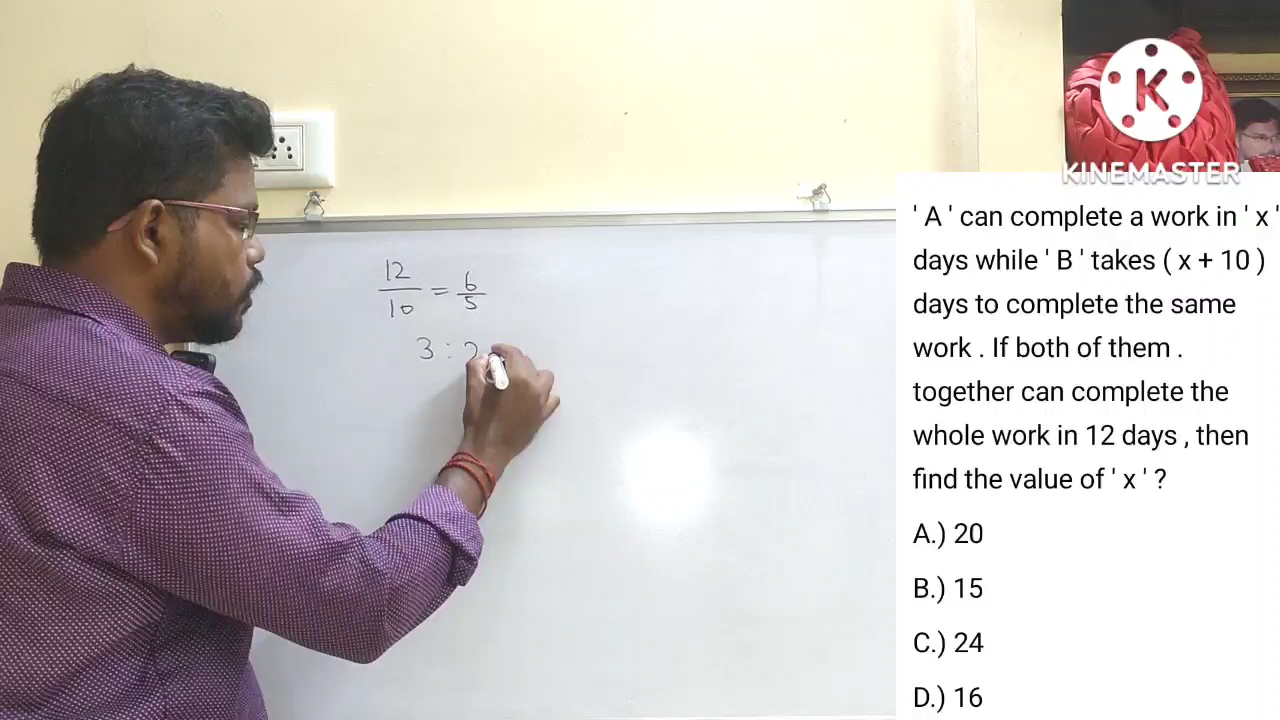 KINEMASTER
12/10 = 6/5
3 : 2
' A ' can complete a work in ' x '
days while ' B ' takes ( x + 10 )
days to complete the same
work . If both of them .
together can complete the
whole work in 12 days , then
find the value of ' x ' ?
A.) 20
B.) 15
C.) 24
D.) 16